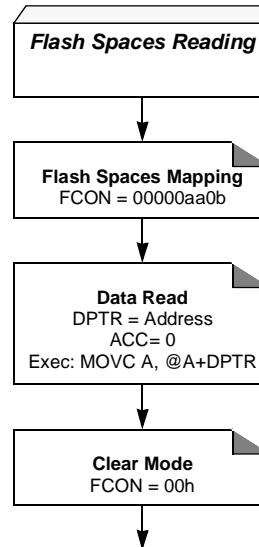 Flash Spaces Reading
Flash Spaces Mapping
FCON = 00000aa0b
Data Read
DPTR = Address
ACC= 0
Exec: MOVC A, @A+DPTR
Clear Mode
FCON = 00h